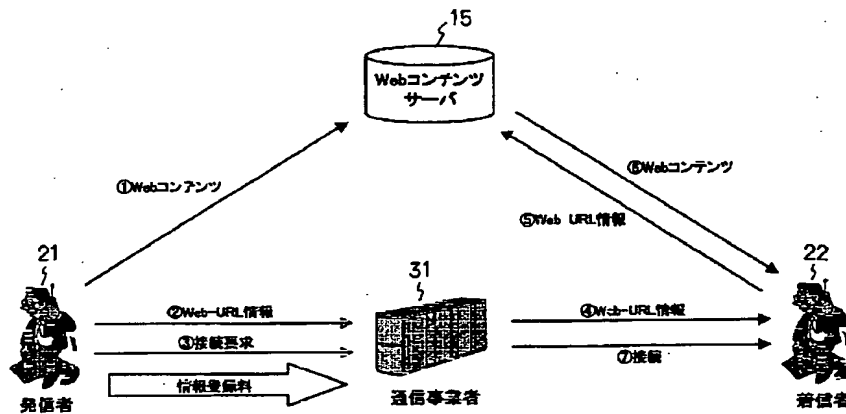 15
Webコンテンツ
サーバ
①Webコンテンツ
⑥Webコンテンツ
⑤Web URL情報
21
31
22
②Web-URL情報
④Web-URL情報
③接続要求
⑦接続
情報登録料
発信者
通信事業者
着信者